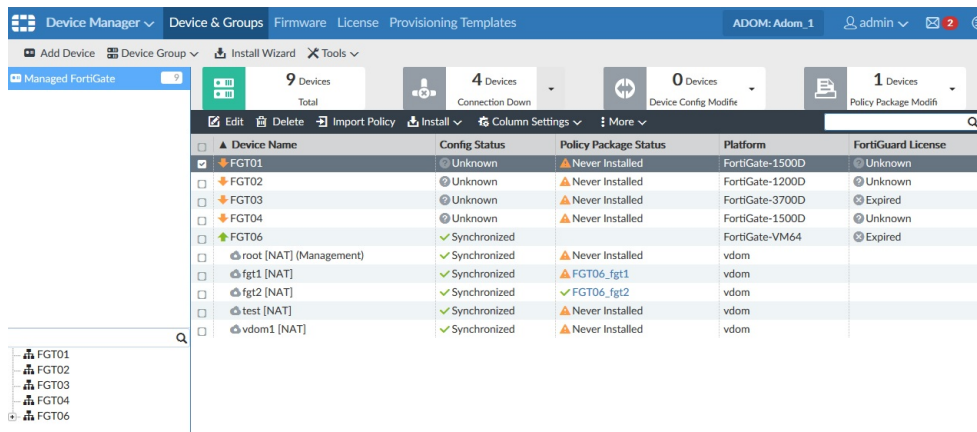 Device Manager Device & Groups Firmware License Provisioning Templates ADOM: Adom_1 admin 2
Add Device Device Group Install Wizard Tools
Managed FortiGate 9
9 Devices
Total
4 Devices
Connection Down
0 Devices
Device Config Modifie
1 Devices
Policy Package Modifi
Edit Delete Import Policy Install Column Settings More
Device Name Config Status Policy Package Status Platform FortiGuard License
FGT01 Unknown Never Installed FortiGate-1500D Unknown
FGT02 Unknown Never Installed FortiGate-1200D Unknown
FGT03 Unknown Never Installed FortiGate-3700D Expired
FGT04 Unknown Never Installed FortiGate-1500D Unknown
FGT06 Synchronized FortiGate-VM64 Expired
root [NAT] (Management) Synchronized Never Installed vdom
fgt1 [NAT] Synchronized FGT06_fgt1 vdom
fgt2 [NAT] Synchronized FGT06_fgt2 vdom
test [NAT] Synchronized Never Installed vdom
vdom1 [NAT] Synchronized Never Installed vdom
FGT01
FGT02
FGT03
FGT04
FGT06